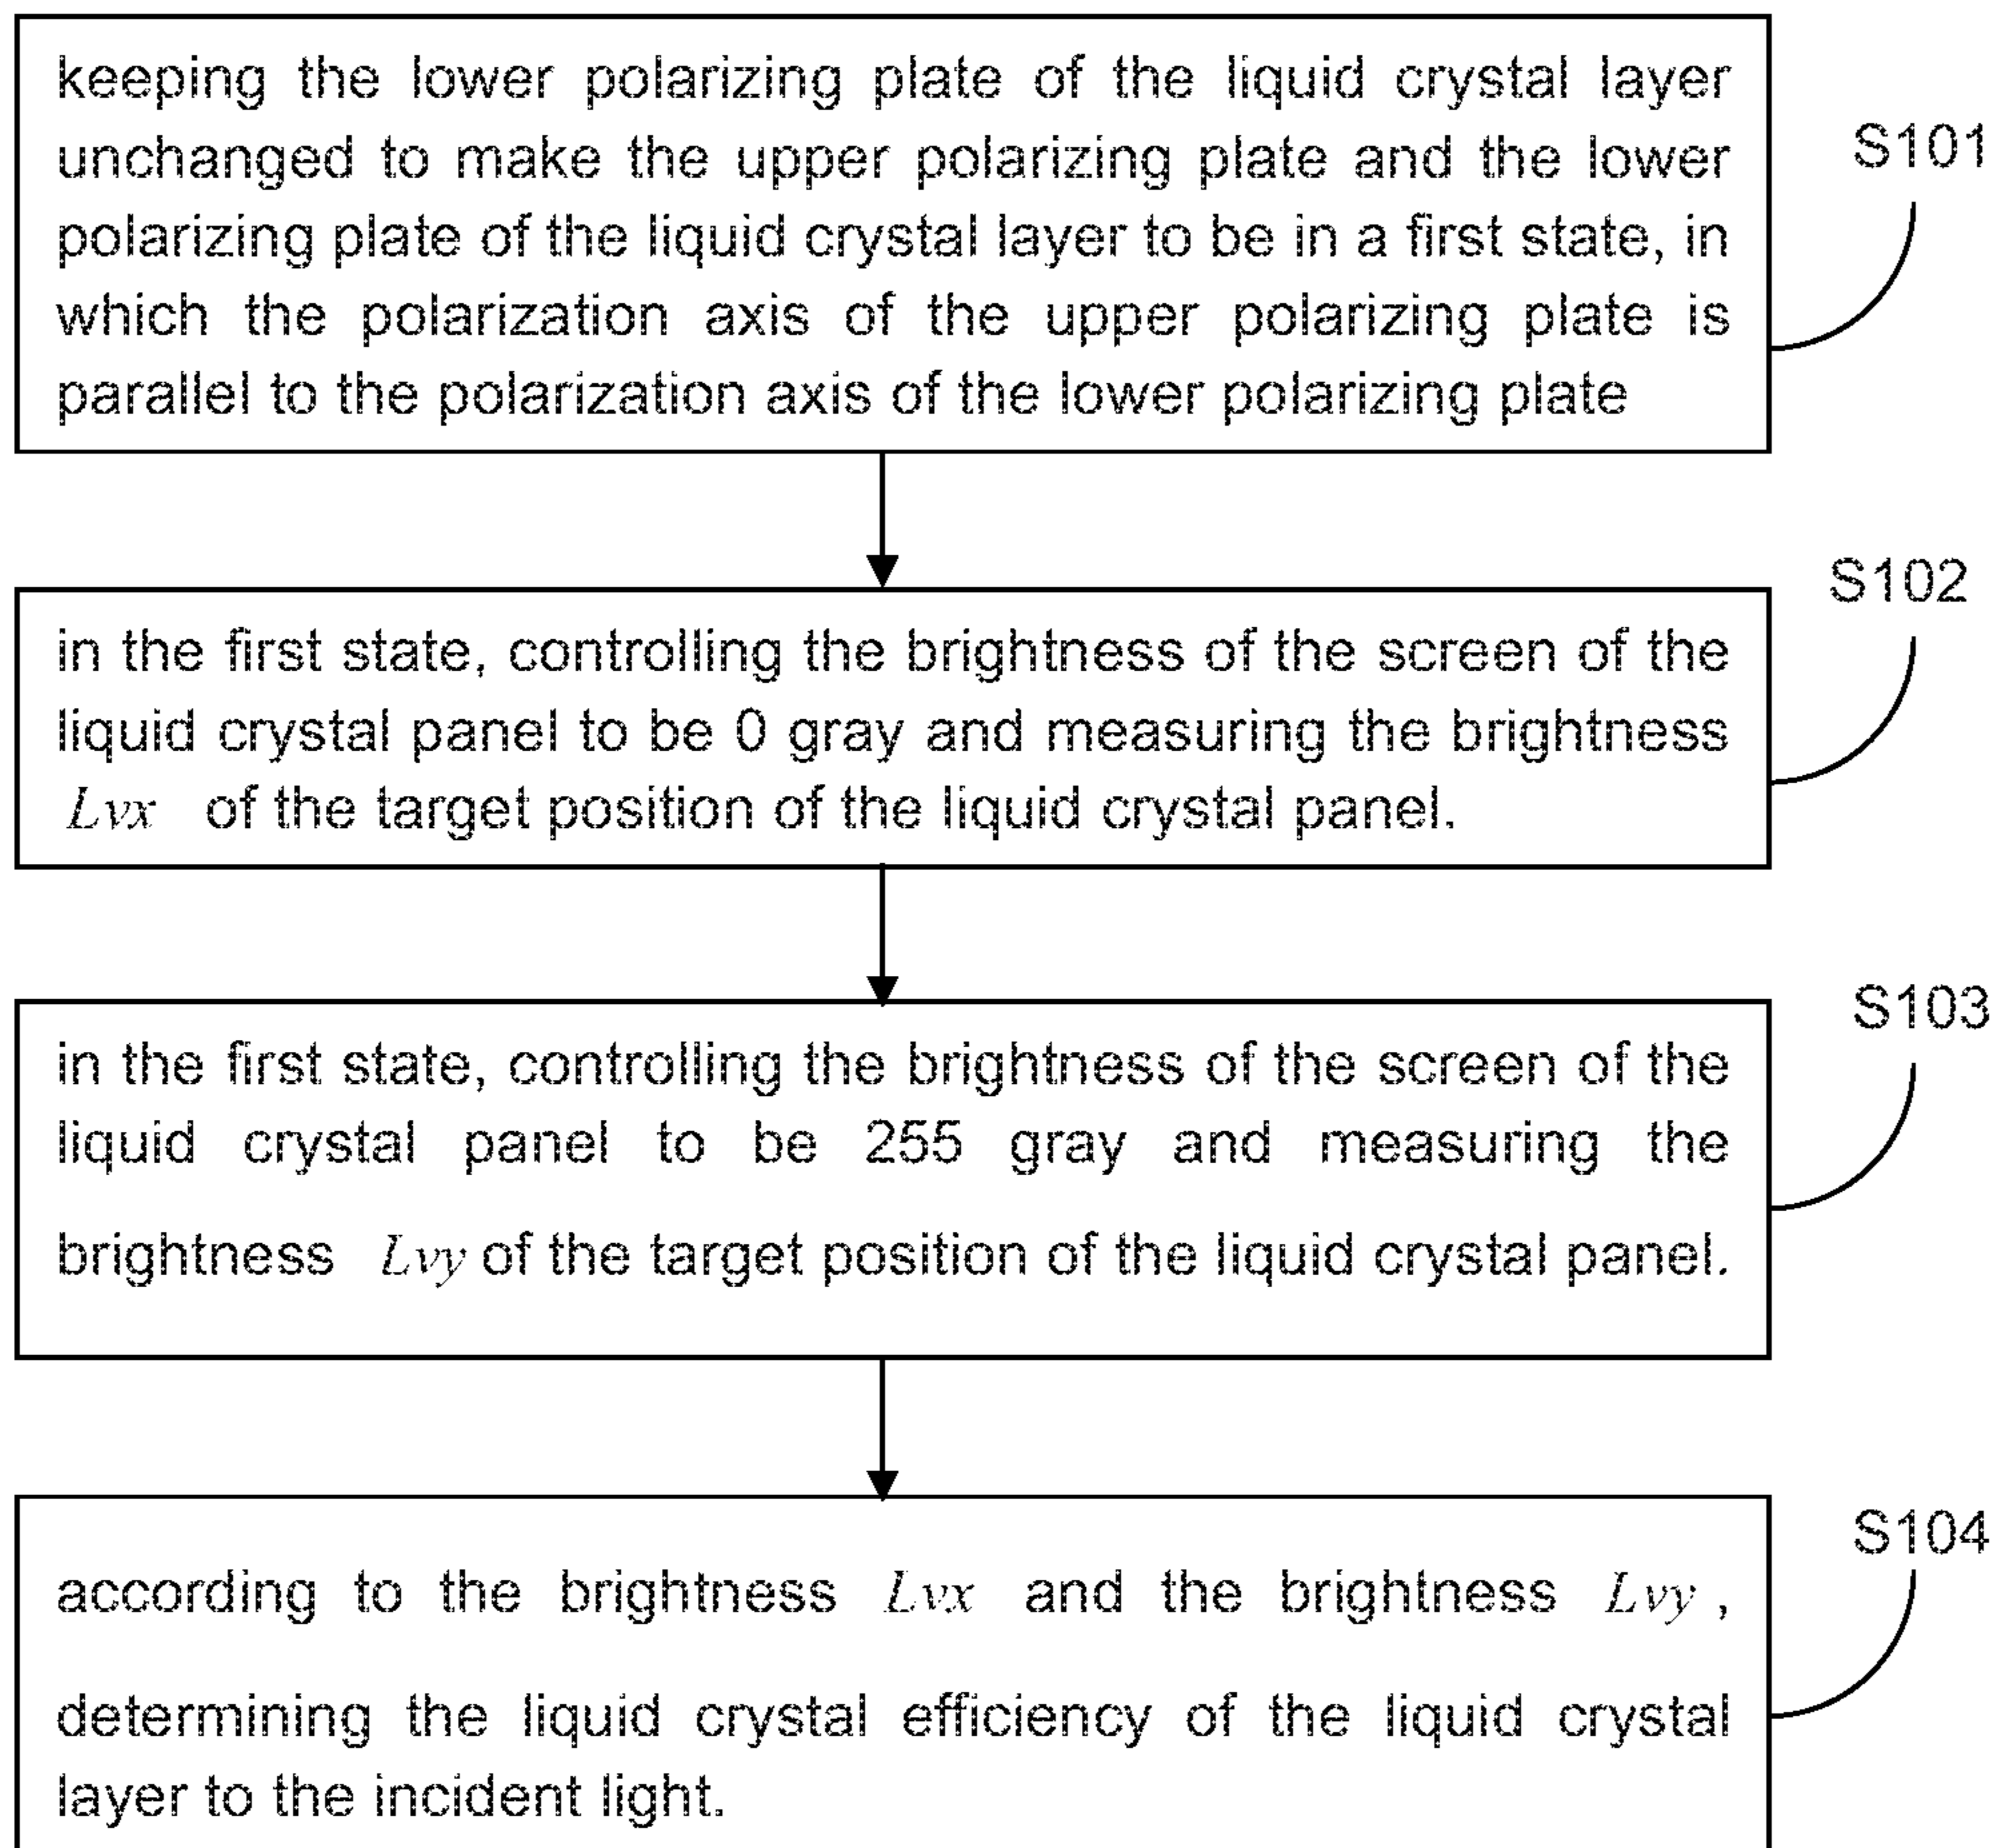 keeping the lower polarizing plate of the liquid crystal layer
unchanged to make the upper polarizing plate and the lower
polarizing plate of the liquid crystal layer to be in a first state, in
which the polarization axis of the upper polarizing plate is
parallel to the polarization axis of the lower polarizing plate
S101
in the first state, controlling the brightness of the screen of the
liquid crystal panel to be 0 gray and measuring the brightness
Lvx of the target position of the liquid crystal panel.
S102
in the first state, controlling the brightness of the screen of the
liquid crystal panel to be 255 gray and measuring the
brightness Lvy of the target position of the liquid crystal panel.
S103
according to the brightness Lvx and the brightness Lvy ,
determining the liquid crystal efficiency of the liquid crystal
layer to the incident light.
S104